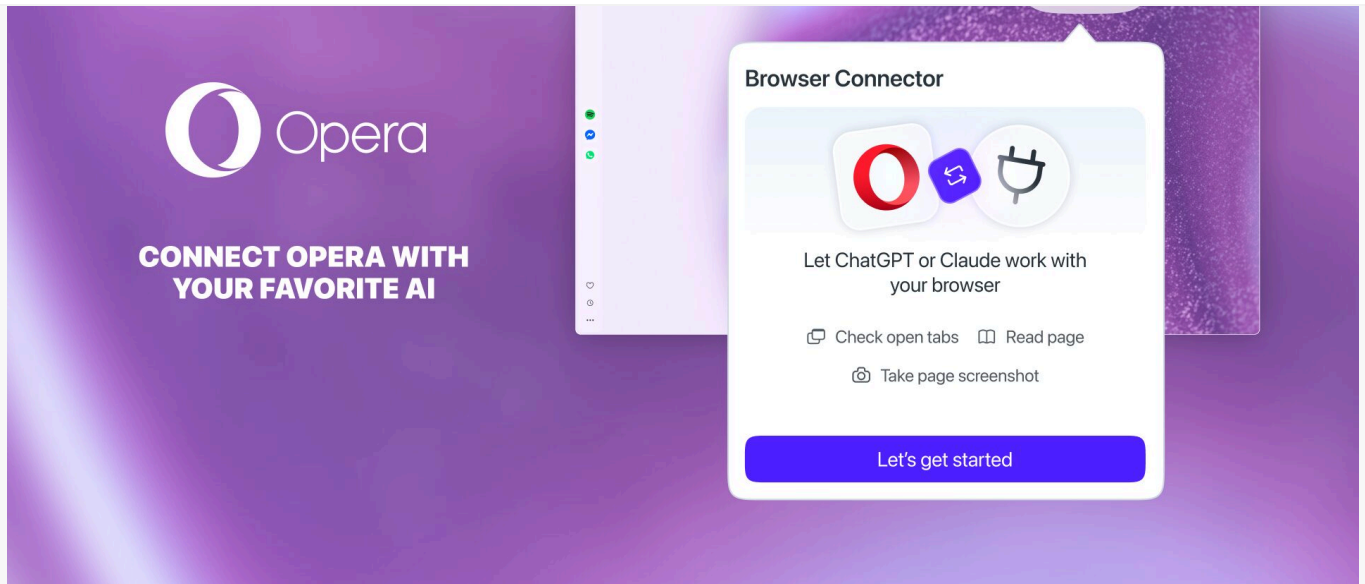 Opera
CONNECT OPERA WITH
YOUR FAVORITE AI
Browser Connector
Let ChatGPT or Claude work with
your browser
Check open tabs
Read page
Take page screenshot
Let's get started